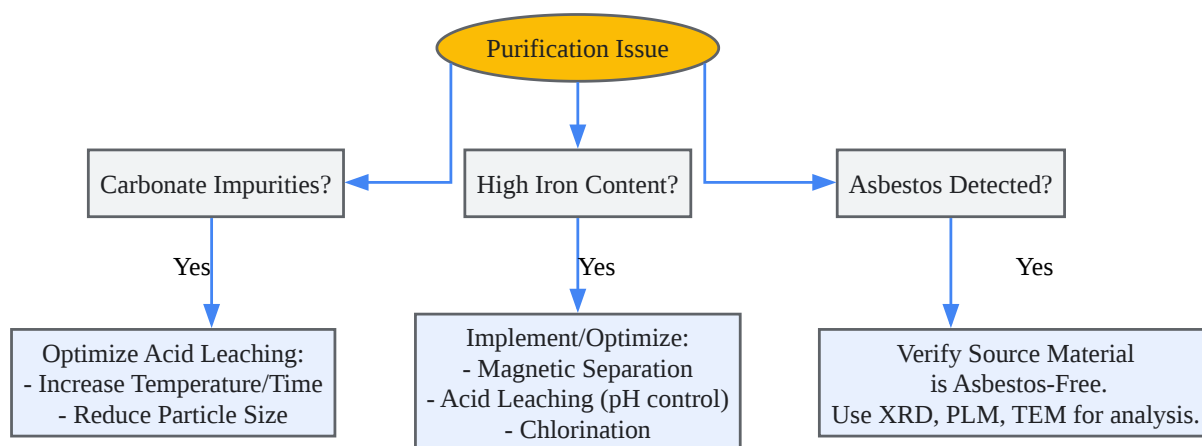 Purification Issue
Carbonate Impurities?
High Iron Content?
Asbestos Detected?
Yes
Yes
Yes
Optimize Acid Leaching:
- Increase Temperature/Time
- Reduce Particle Size
Implement/Optimize:
- Magnetic Separation
- Acid Leaching (pH control)
- Chlorination
Verify Source Material
is Asbestos-Free.
Use XRD, PLM, TEM for analysis.